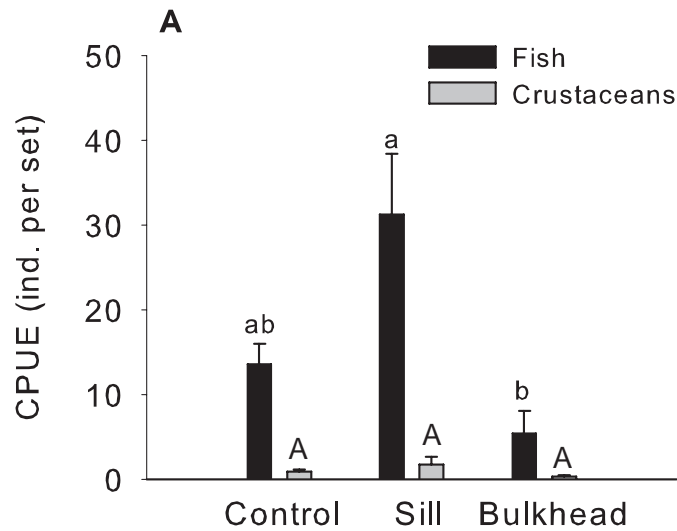 A
50
40
30
20
10
0
CPUE (ind. per set)
Fish
Crustaceans
ab
A
a
A
b
A
Control Sill Bulkhead